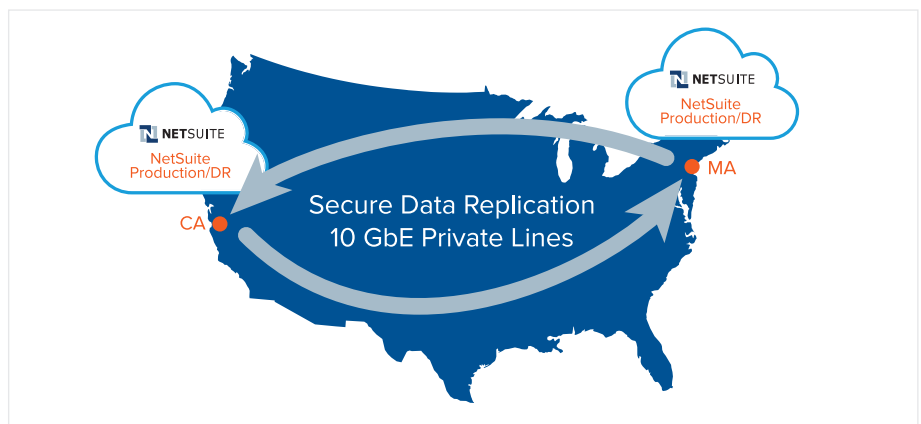 NETSUITE
NetSuite
Production/DR
NETSUITE
NetSuite
Production/DR
MA
CA
Secure Data Replication
10 GbE Private Lines